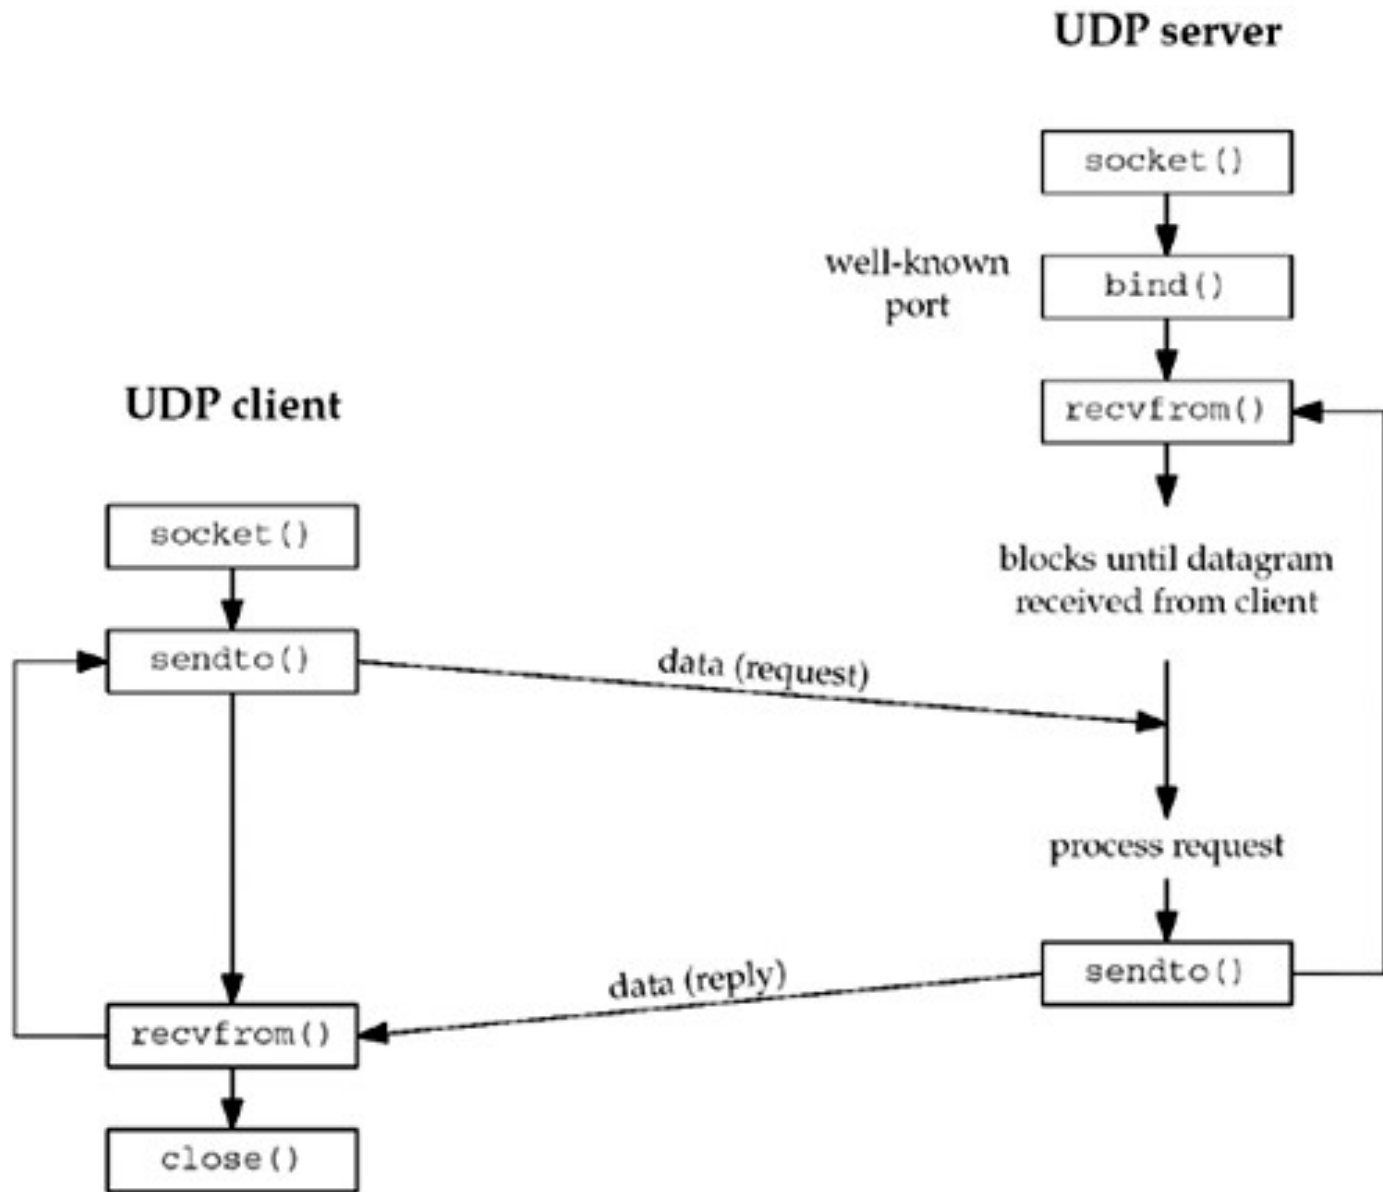 UDP server
socket()
well-known
port
bind()
recvfrom()
UDP client
socket()
blocks until datagram
received from client
sendto()
data (request)
process request
sendto()
data (reply)
recvfrom()
close()